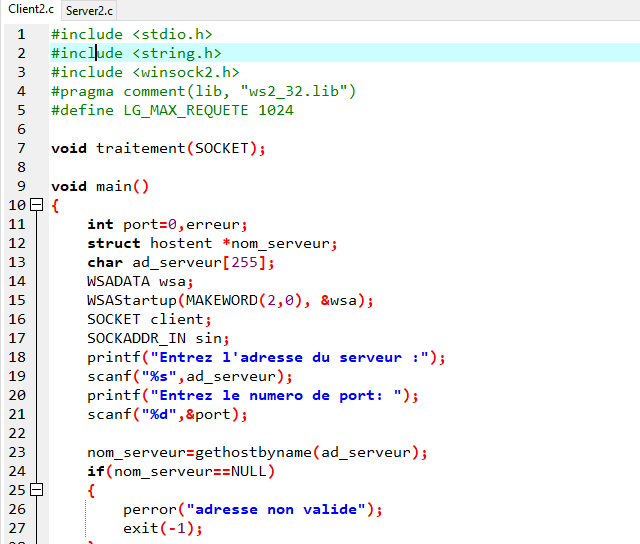 Client2.c Server2.c
1 #include <stdio.h>
2 #include <string.h>
3 #include <winsock2.h>
4 #pragma comment(lib, "ws2_32.lib")
5 #define LG_MAX_REQUETE 1024
6
7 void traitement(SOCKET);
8
9 void main()
10 {
11 int port=0,erreur;
12 struct hostent *nom_serveur;
13 char ad_serveur[255];
14 WSADATA wsa;
15 WSAStartup(MAKEWORD(2,0), &wsa);
16 SOCKET client;
17 SOCKADDR_IN sin;
18 printf("Entrez l'adresse du serveur :");
19 scanf("%s",ad_serveur);
20 printf("Entrez le numero de port: ");
21 scanf("%d",&port);
22
23 nom_serveur=gethostbyname(ad_serveur);
24 if(nom_serveur==NULL)
25 {
26 perror("adresse non valide");
27 exit(-1);